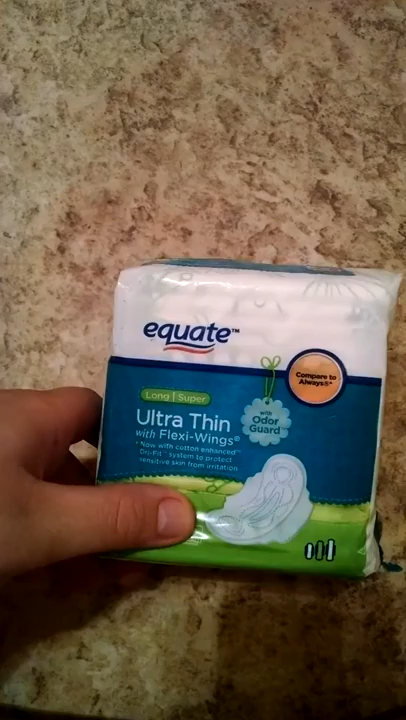 equate™
Compare to
Always®*
Long | Super
Ultra Thin
with Flexi-Wings®
with
Odor
Guard
• Now with cotton enhanced™
Dri-Fit™ system to protect
sensitive skin from irritation